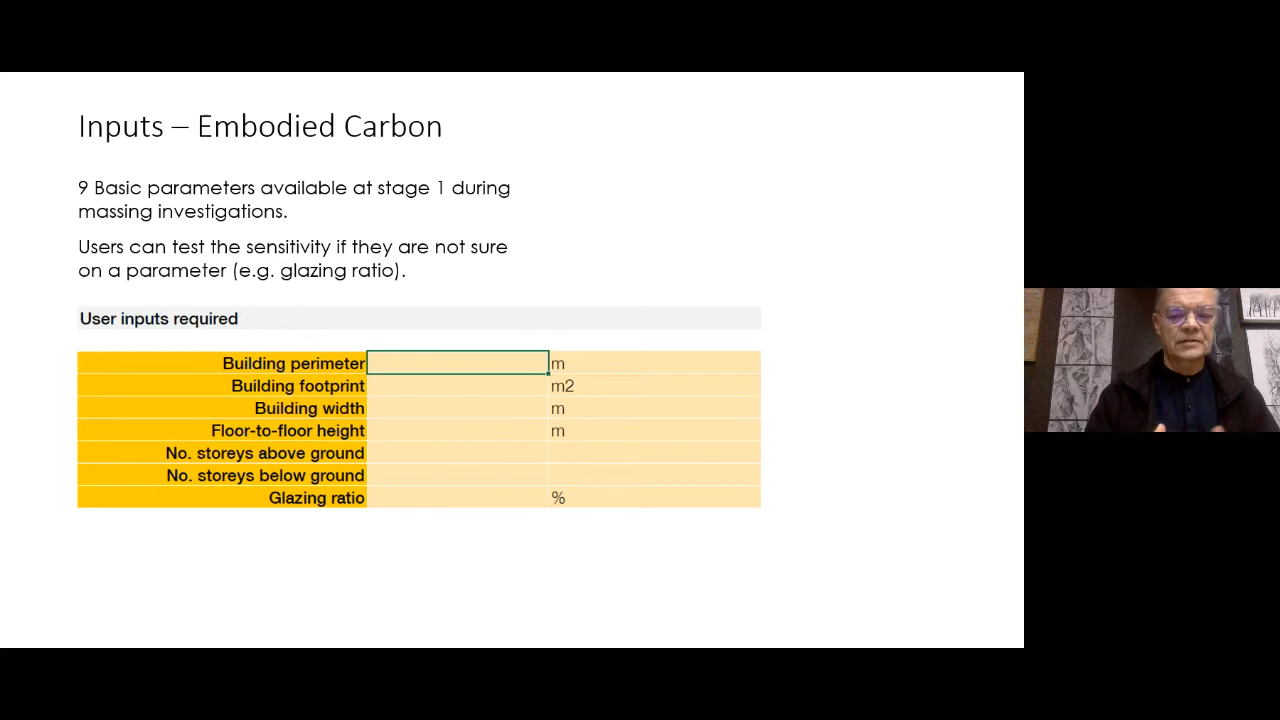 Inputs – Embodied Carbon
9 Basic parameters available at stage 1 during
massing investigations.
Users can test the sensitivity if they are not sure
on a parameter (e.g. glazing ratio).
User inputs required
Building perimeter m
Building footprint m2
Building width m
Floor-to-floor height m
No. storeys above ground
No. storeys below ground
Glazing ratio %